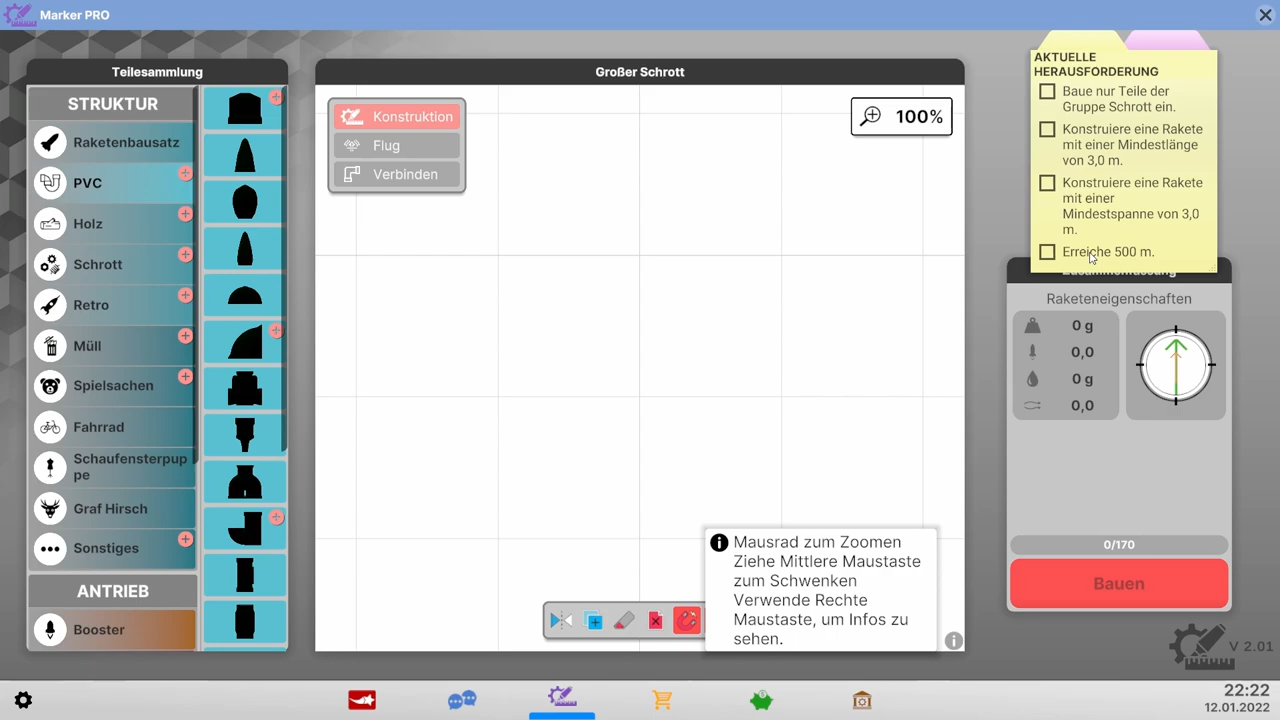 Marker PRO
Teilesammlung
STRUKTUR
Raketenbausatz
PVC
Holz
Schrott
Retro
Müll
Spielsachen
Fahrrad
Schaufensterpup
pe
Graf Hirsch
Sonstiges
ANTRIEB
Booster
Großer Schrott
Konstruktion
Flug
Verbinden
100%
Mausrad zum Zoomen
Ziehe Mittlere Maustaste
zum Schwenken
Verwende Rechte
Maustaste, um Infos zu
sehen.
AKTUELLE
HERAUSFORDERUNG
Baue nur Teile der
Gruppe Schrott ein.
Konstruiere eine Rakete
mit einer Mindestlänge
von 3,0 m.
Konstruiere eine Rakete
mit einer
Mindestspanne von 3,0
m.
Erreiche 500 m.
Zusammenfassung
Raketeneigenschaften
0 g
0,0
0 g
0,0
0/170
Bauen
V 2.01
22:22
12.01.2022